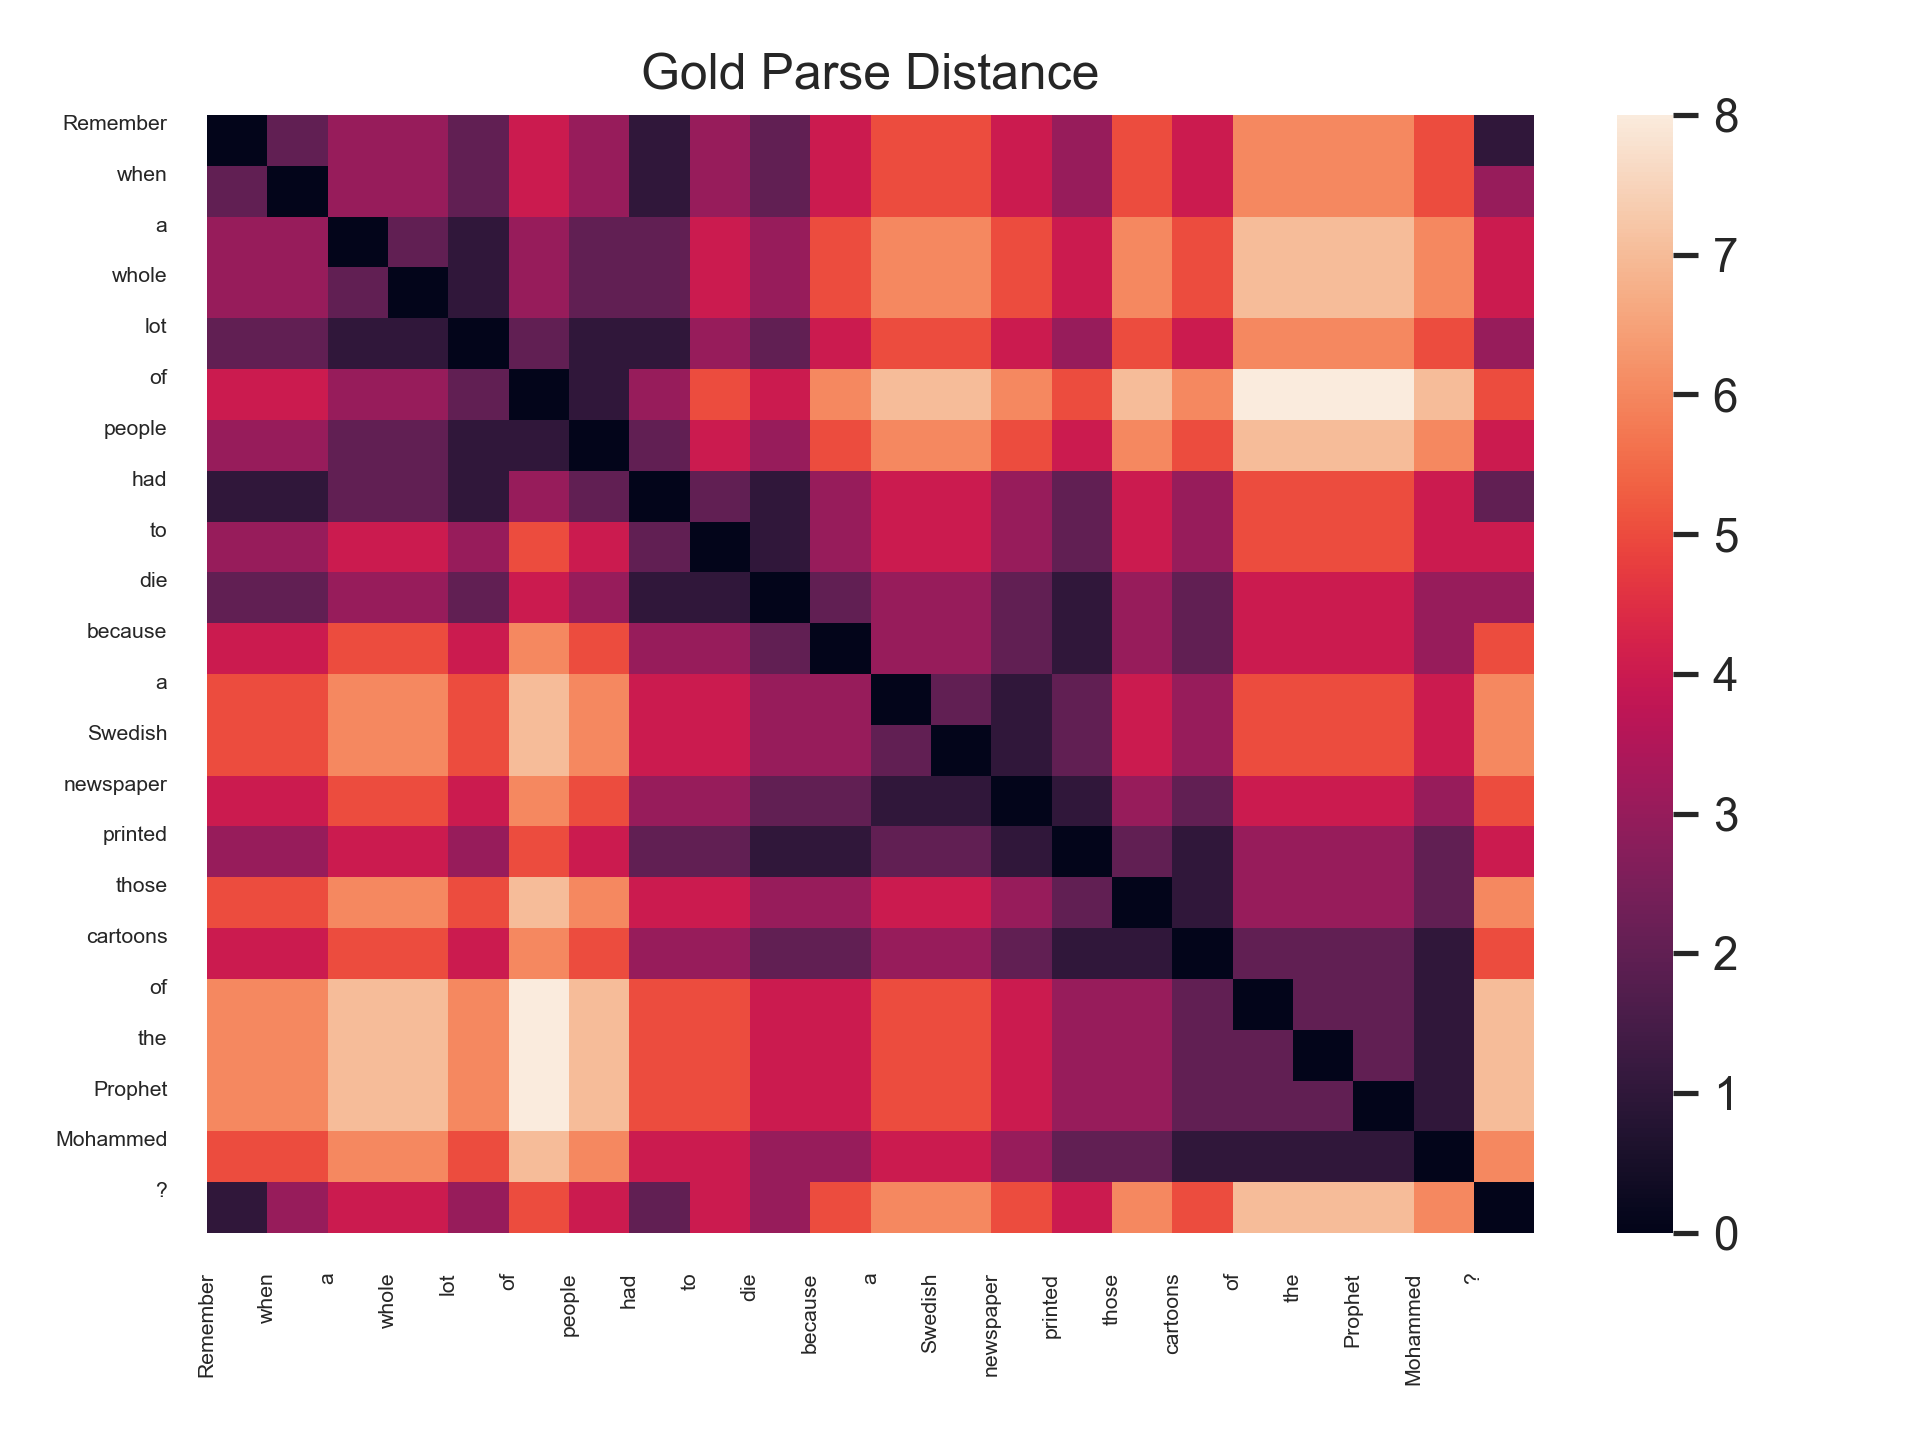 Gold Parse Distance
Remember
when
a
whole
lot
of
people
had
to
die
because
a
Swedish
newspaper
printed
those
cartoons
of
the
Prophet
Mohammed
?
8
7
6
5
4
3
2
1
0
Remember
when
a
whole
lot
of
people
had
to
die
because
a
Swedish
newspaper
printed
those
cartoons
of
the
Prophet
Mohammed
?